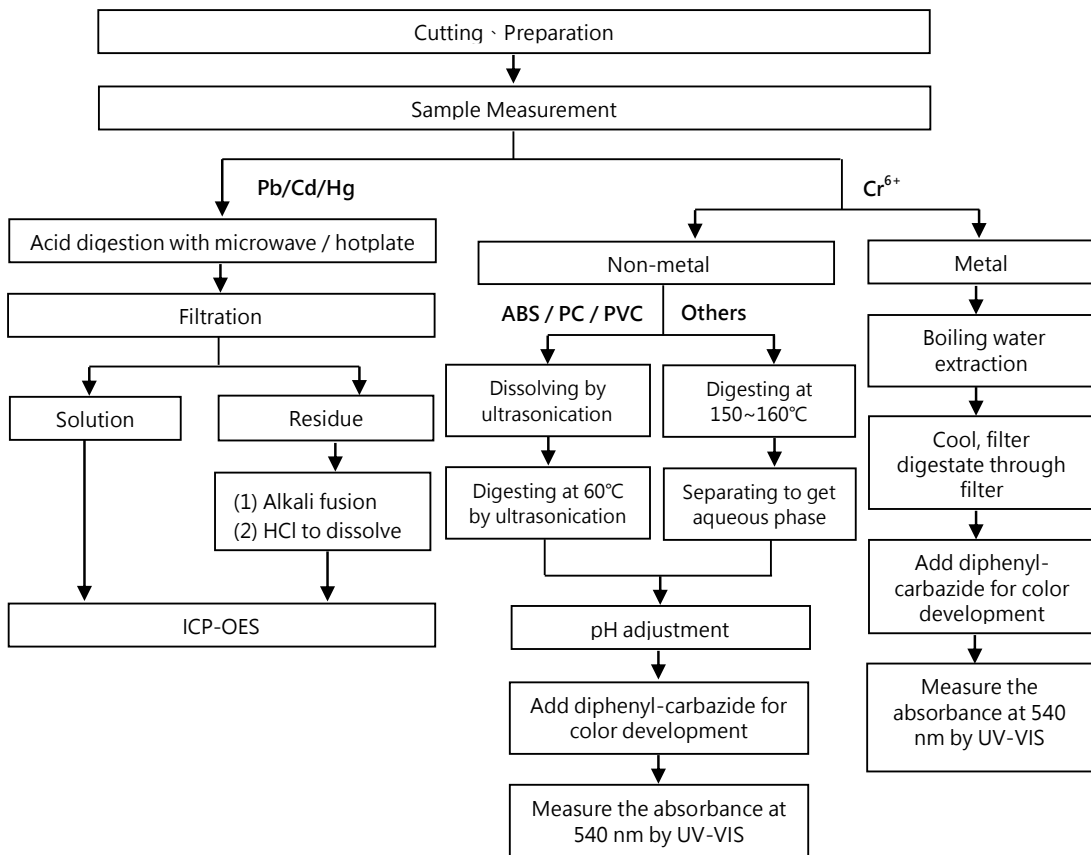 Cutting、Preparation
Sample Measurement
Pb/Cd/Hg
Cr⁶⁺
Acid digestion with microwave / hotplate
Filtration
Solution
Residue
(1) Alkali fusion
(2) HCl to dissolve
ICP-OES
Non-metal
ABS / PC / PVC
Others
Dissolving by
ultrasonication
Digesting at
150~160℃
Digesting at 60℃
by ultrasonication
Separating to get
aqueous phase
pH adjustment
Add diphenyl-carbazide for
color development
Measure the absorbance at
540 nm by UV-VIS
Metal
Boiling water
extraction
Cool, filter
digestate through
filter
Add diphenyl-
carbazide for color
development
Measure the
absorbance at 540
nm by UV-VIS